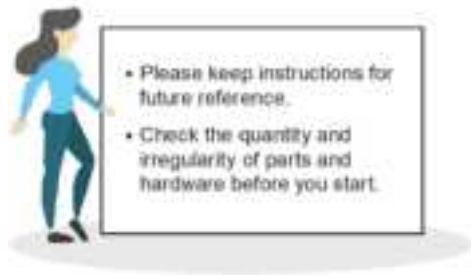 • Please keep instructions for
future reference.
• Check the quantity and
irregularity of parts and
hardware before you start.